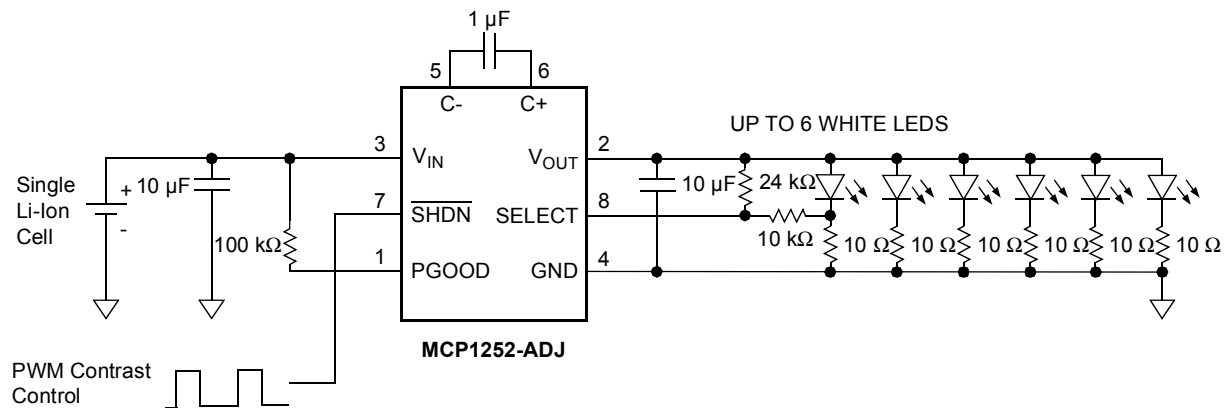 1 µF
5
6
C-
C+
UP TO 6 WHITE LEDS
3
V_IN
V_OUT
2
Single
Li-Ion
Cell
+
-
10 µF
100 kΩ
7
SHDN
SELECT
8
10 µF
24 kΩ
10 kΩ
10 Ω
10 Ω
10 Ω
10 Ω
10 Ω
10 Ω
1
PGOOD
GND
4
MCP1252-ADJ
PWM Contrast
Control